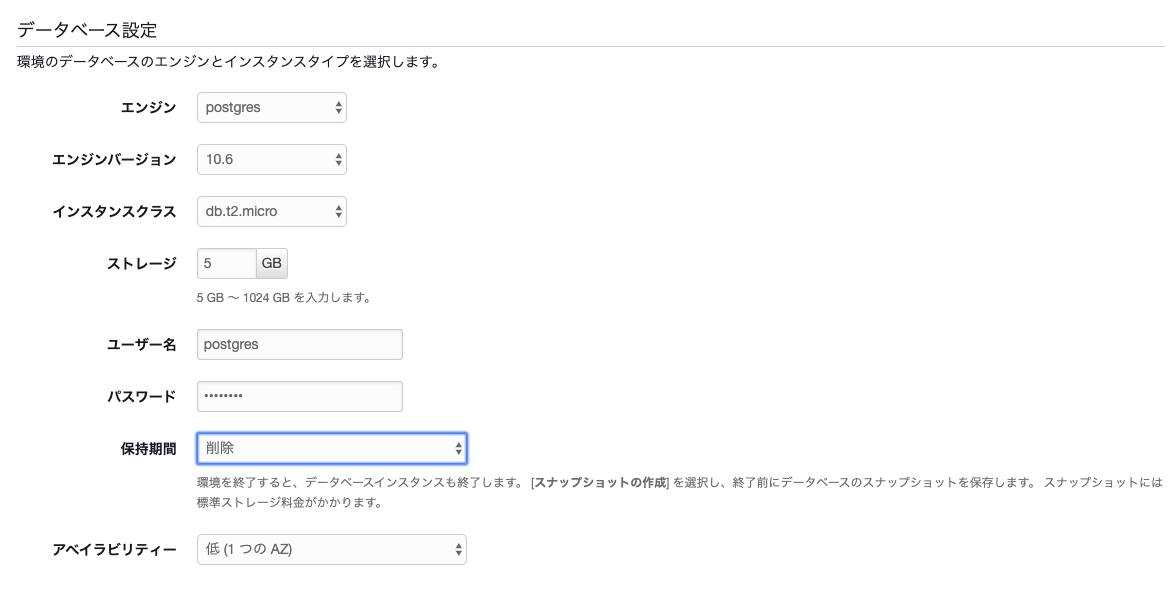 データベース設定
環境のデータベースのエンジンとインスタンスタイプを選択します。
エンジン postgres
エンジンバージョン 10.6
インスタンスクラス db.t2.micro
ストレージ 5 GB
5 GB ～ 1024 GB を入力します。
ユーザー名 postgres
パスワード ••••••••
保持期間 削除
環境を終了すると、データベースインスタンスも終了します。 [スナップショットの作成] を選択し、終了前にデータベースのスナップショットを保存します。 スナップショットには
標準ストレージ料金がかかります。
アベイラビリティー 低 (1 つの AZ)